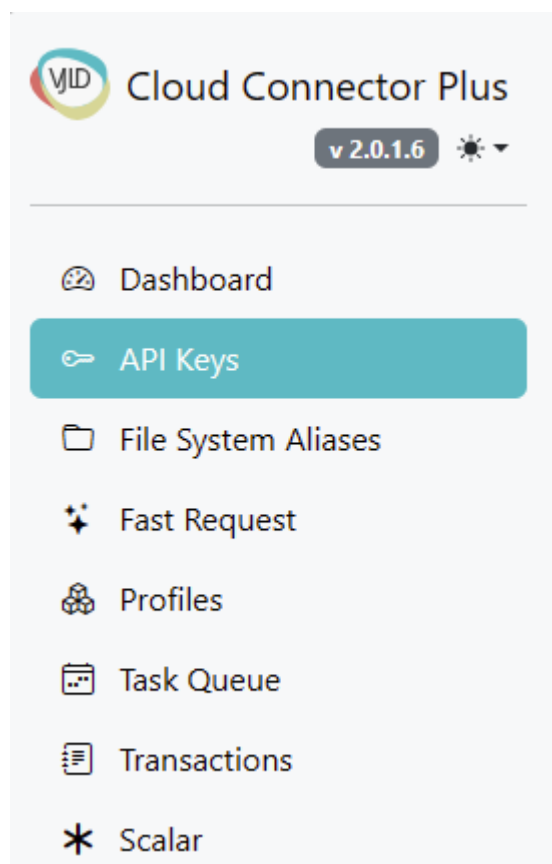 VJLD
Cloud Connector Plus
v 2.0.1.6
Dashboard
API Keys
File System Aliases
Fast Request
Profiles
Task Queue
Transactions
Scalar